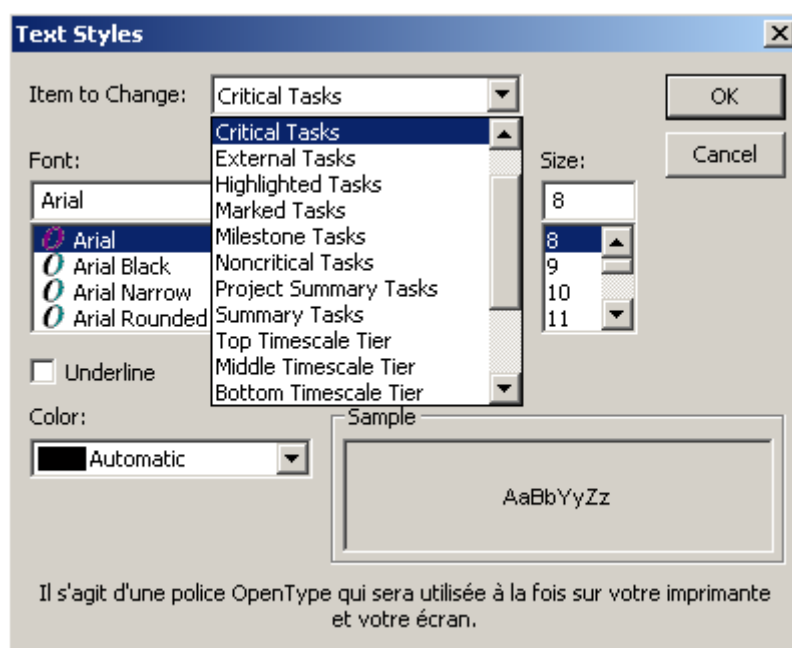 Text Styles
Item to Change:
Critical Tasks
OK
Critical Tasks
External Tasks
Highlighted Tasks
Marked Tasks
Milestone Tasks
Noncritical Tasks
Project Summary Tasks
Summary Tasks
Top Timescale Tier
Middle Timescale Tier
Bottom Timescale Tier
Cancel
Font:
Arial
Arial
Arial Black
Arial Narrow
Arial Rounded
Size:
8
8
9
10
11
Underline
Color:
Automatic
Sample
AaBbYyZz
Il s'agit d'une police OpenType qui sera utilisée à la fois sur votre imprimante
et votre écran.